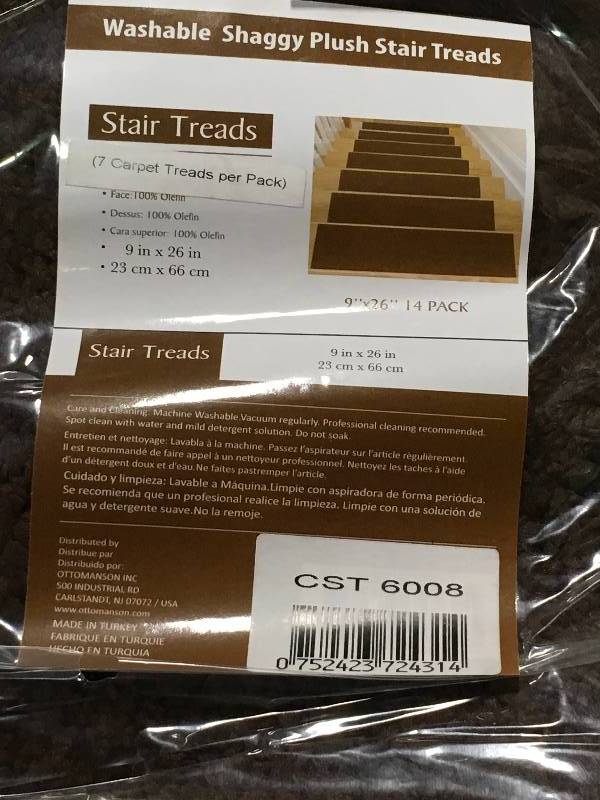 Washable Shaggy Plush Stair Treads
Stair Treads
(7 Carpet Treads per Pack)
• Face:100% Olefin
• Dessus: 100% Olefin
• Cara superior: 100% Olefin
• 9 in x 26 in
• 23 cm x 66 cm
9''x26'' 14 PACK
Stair Treads
9 in x 26 in
23 cm x 66 cm
Care and Cleaning: Machine Washable.Vacuum regularly. Professional cleaning recommended.
Spot clean with water and mild detergent solution. Do not soak.
Entretien et nettoyage: Lavabla à la machine. Passez l'aspirateur sur l'article régulièrement.
Il est recommandé de faire appel à un nettoyeur professionnel. Nettoyez les taches à l'aide
d'un détergent doux et d'eau.Ne faites pastremper l'article.
Cuidado y limpieza: Lavable a Máquina.Limpie con aspiradora de forma periódica.
Se recomienda que un profesional realice la limpieza. Limpie con una solución de
agua y detergente suave.No la remoje.
Distributed by
Distribue par
Distribuido por:
OTTOMANSON INC
500 INDUSTRIAL RD
CARLSTANDT, NJ 07072 / USA
www.ottomanson.com
MADE IN TURKEY
FABRIQUE EN TURQUIE
HECHO EN TURQUIA
CST 6008
0 752423 724314